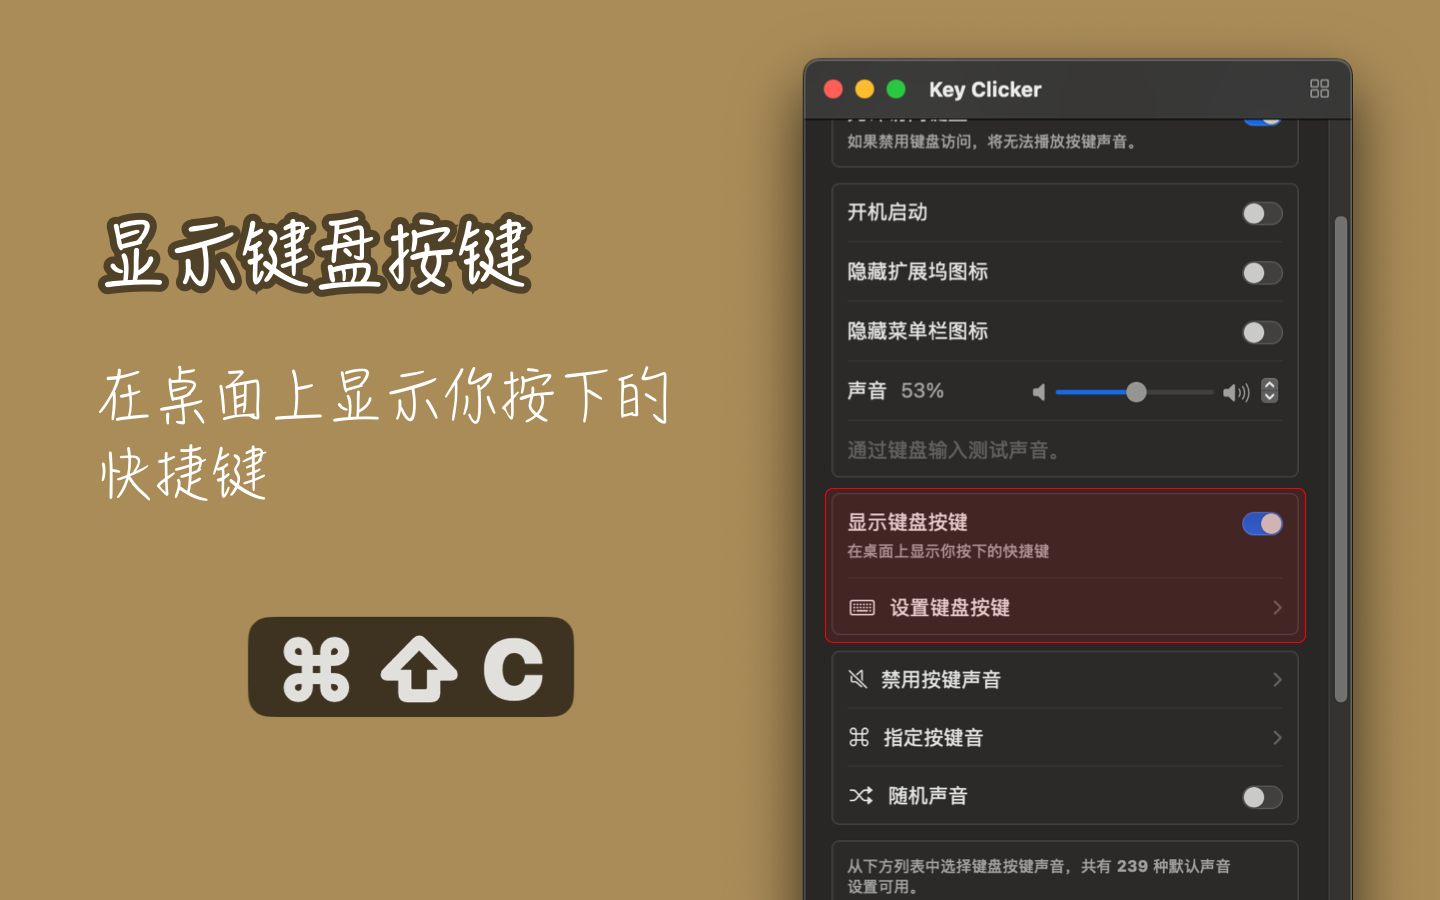 显示键盘按键
在桌面上显示你按下的
快捷键
⌘ ⇧ C
Key Clicker
如果禁用键盘访问，将无法播放按键声音。
开机启动
隐藏扩展坞图标
隐藏菜单栏图标
声音 53%
通过键盘输入测试声音。
显示键盘按键
在桌面上显示你按下的快捷键
设置键盘按键
禁用按键声音
指定按键音
随机声音
从下方列表中选择键盘按键声音，共有 239 种默认声音
设置可用。